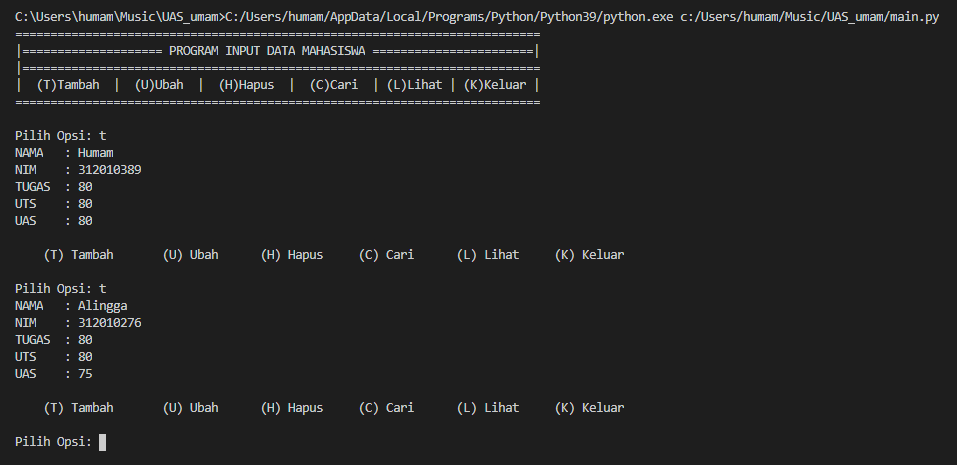 C:\Users\humam\Music\UAS_umam>C:/Users/humam/AppData/Local/Programs/Python/Python39/python.exe c:/Users/humam/Music/UAS_umam/main.py
===========================================================================
|==================== PROGRAM INPUT DATA MAHASISWA =======================|
|==========================================================================
|  (T)Tambah  |  (U)Ubah  |  (H)Hapus  |  (C)Cari  | (L)Lihat | (K)Keluar |
===========================================================================
Pilih Opsi: t
NAMA   : Humam
NIM    : 312010389
TUGAS  : 80
UTS    : 80
UAS    : 80
(T) Tambah       (U) Ubah      (H) Hapus     (C) Cari      (L) Lihat     (K) Keluar
Pilih Opsi: t
NAMA   : Alingga
NIM    : 312010276
TUGAS  : 80
UTS    : 80
UAS    : 75
(T) Tambah       (U) Ubah      (H) Hapus     (C) Cari      (L) Lihat     (K) Keluar
Pilih Opsi: